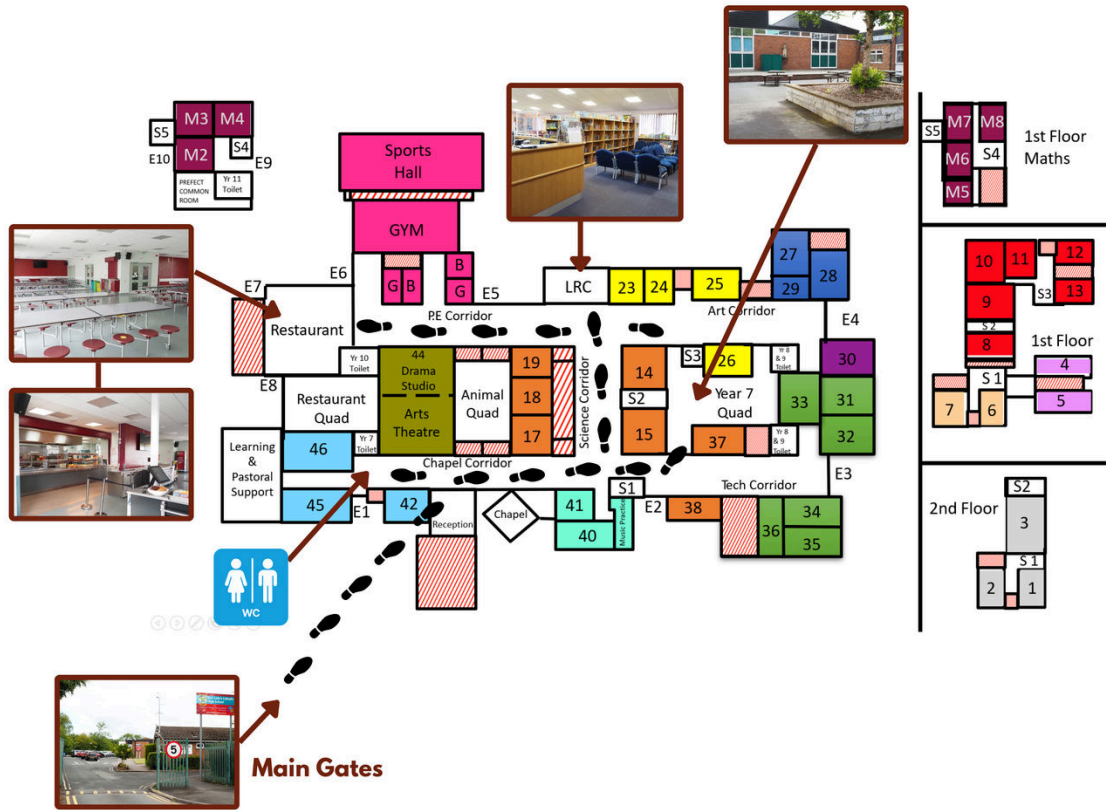 M3 M4
S5
S4
E10 M2 E9
PREFECT
COMMON
ROOM
Yr 11
Toilet
Sports
Hall
GYM
G B
B
G
E5
E6
E7
Restaurant
E8
P.E Corridor
LRC
23 24 25
27
28
29
Art Corridor
E4
Yr 10
Toilet
44
Drama
Studio
Arts
Theatre
Animal
Quad
19
18
17
Science Corridor
14
S2
15
S3
26
Yr 8
& 9
Toilet
Year 7
Quad
33
30
31
32
37
Yr 8
& 9
Toilet
E3
Restaurant
Quad
Learning
&
Pastoral
Support
46
Yr 7
Toilet
Chapel Corridor
45
E1
42
Reception
Chapel
41
40
Music Practice
S1
E2
38
Tech Corridor
36
34
35
WC
5
Main Gates
S5
M7 M8
M6
S4
M5
1st Floor
Maths
10 11 12
13
S3
9
S 2
8
1st Floor
7
S 1
6
4
5
2nd Floor
S2
3
S 1
2 1